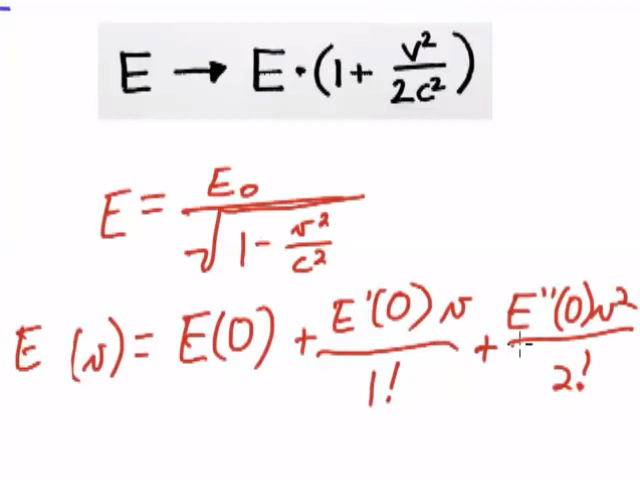 E → E · (1 + v²/2c²)
E = E₀/√(1 − v²/c²)
E (v) = E(0) + E'(0)v/1! + E''(0)v²/2!